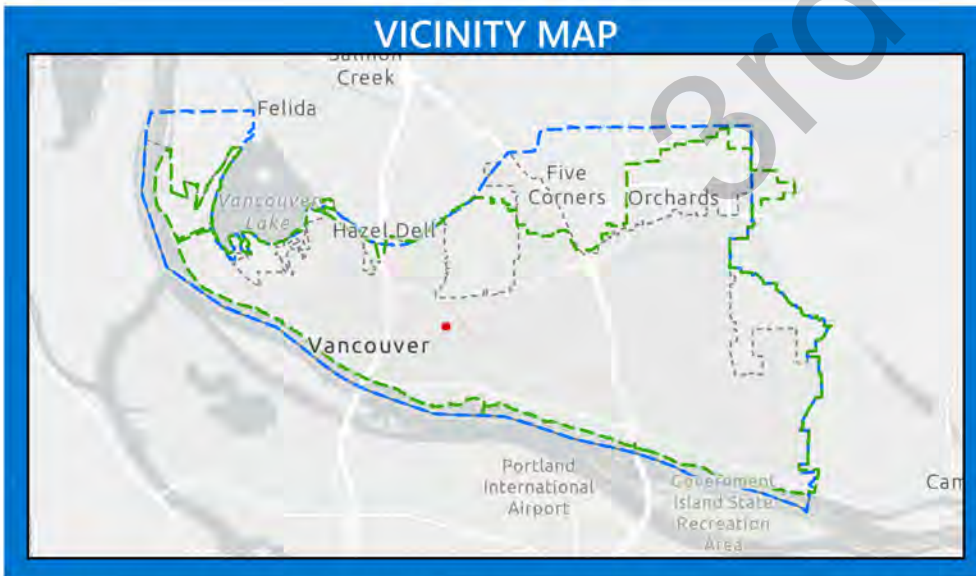 VICINITY MAP
3rd
Salmon
Creek
Felida
Five
Corners
Orchards
Vancouver
Lake
Hazel Dell
Vancouver
Portland
International
Airport
Government
Island State
Recreation
Area
Cam